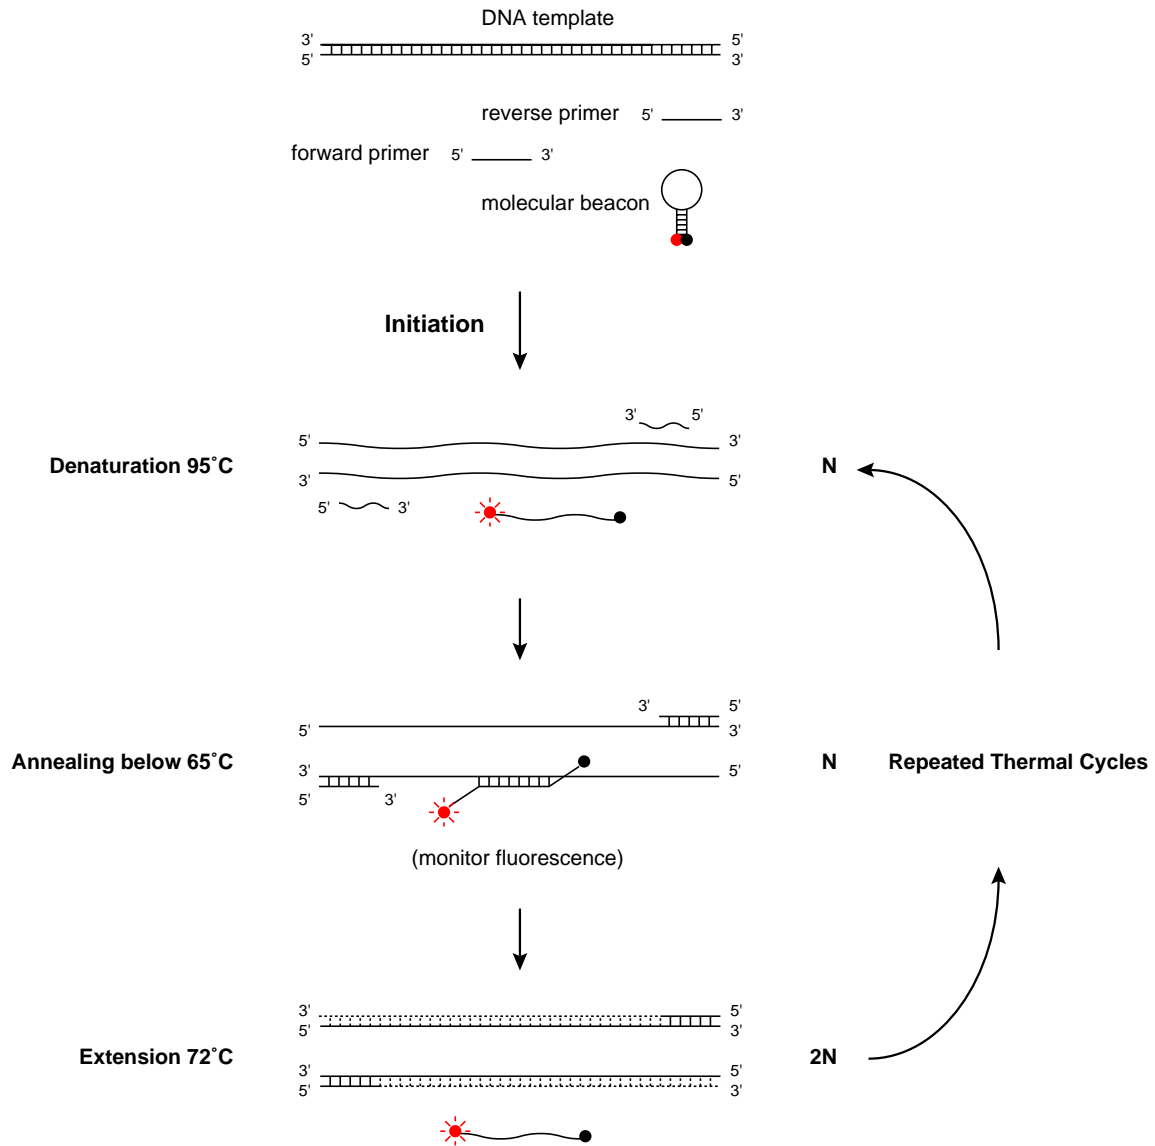 DNA template
3' 5'
5' 3'
reverse primer 5' 3'
forward primer 5' 3'
molecular beacon
Initiation
3' 5'
5' 3'
Denaturation 95˚C N
3' 5'
5' 3'
3' 5'
5' 3'
Annealing below 65˚C N Repeated Thermal Cycles
3' 5'
5' 3'
(monitor fluorescence)
3' 5'
5' 3'
Extension 72˚C 2N
3' 5'
5' 3'